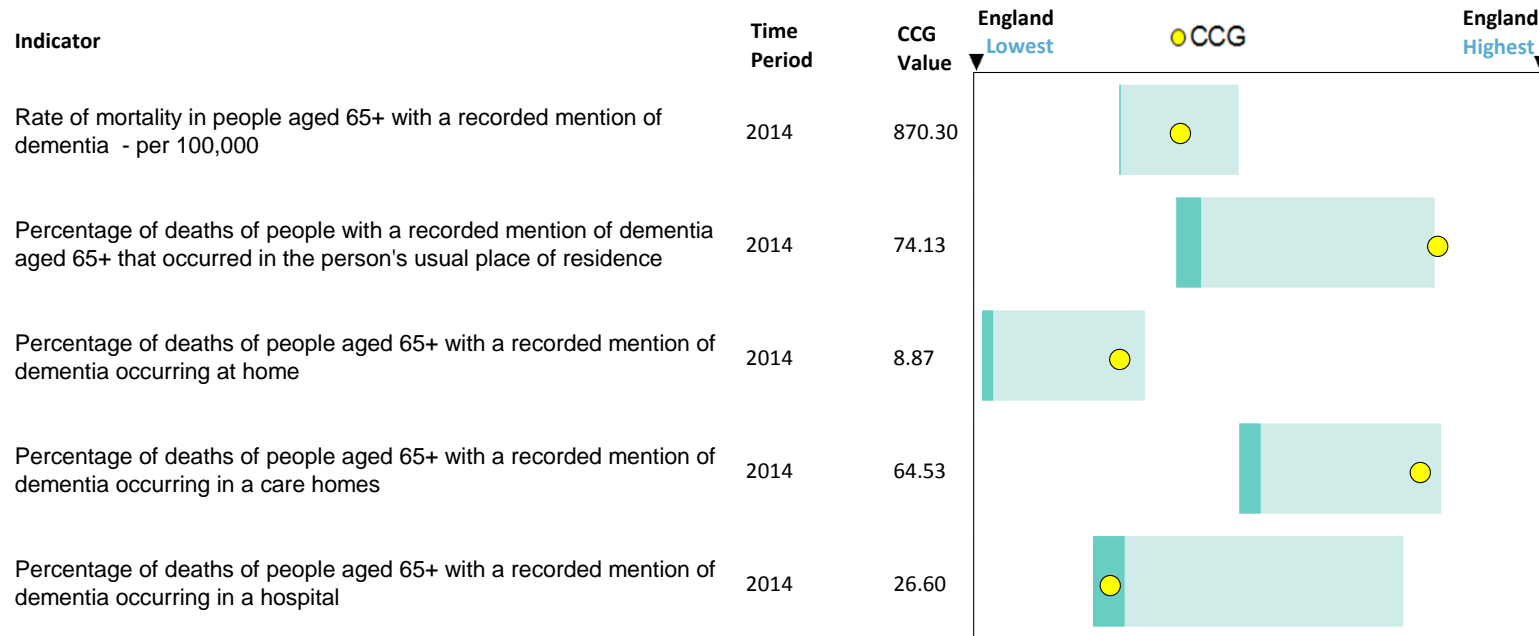 Indicator
Time Period
CCG Value
England Lowest
CCG
England Highest
Rate of mortality in people aged 65+ with a recorded mention of
dementia  - per 100,000
2014
870.30
Percentage of deaths of people with a recorded mention of dementia
aged 65+ that occurred in the person's usual place of residence
2014
74.13
Percentage of deaths of people aged 65+ with a recorded mention of
dementia occurring at home
2014
8.87
Percentage of deaths of people aged 65+ with a recorded mention of
dementia occurring in a care homes
2014
64.53
Percentage of deaths of people aged 65+ with a recorded mention of
dementia occurring in a hospital
2014
26.60